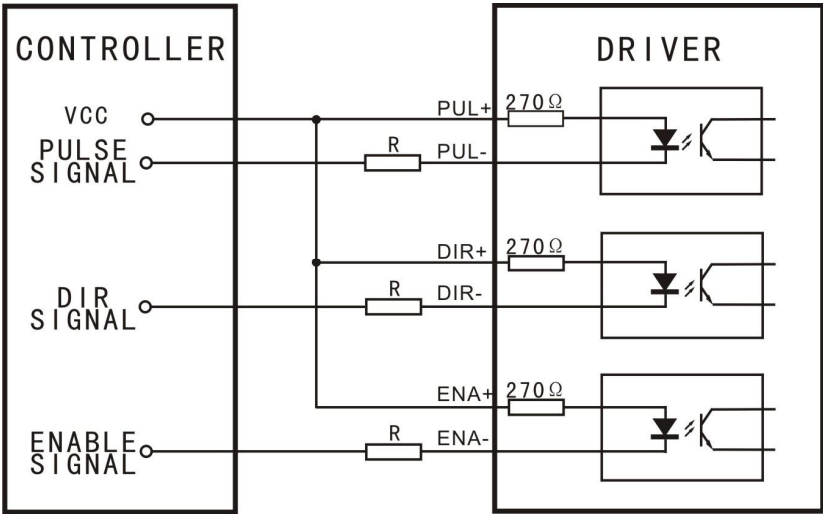 CONTROLLER
DRIVER
VCC
PUL+
270Ω
PULSE
SIGNAL
R
PUL-
DIR+
270Ω
DIR
SIGNAL
R
DIR-
ENA+
270Ω
ENABLE
SIGNAL
R
ENA-